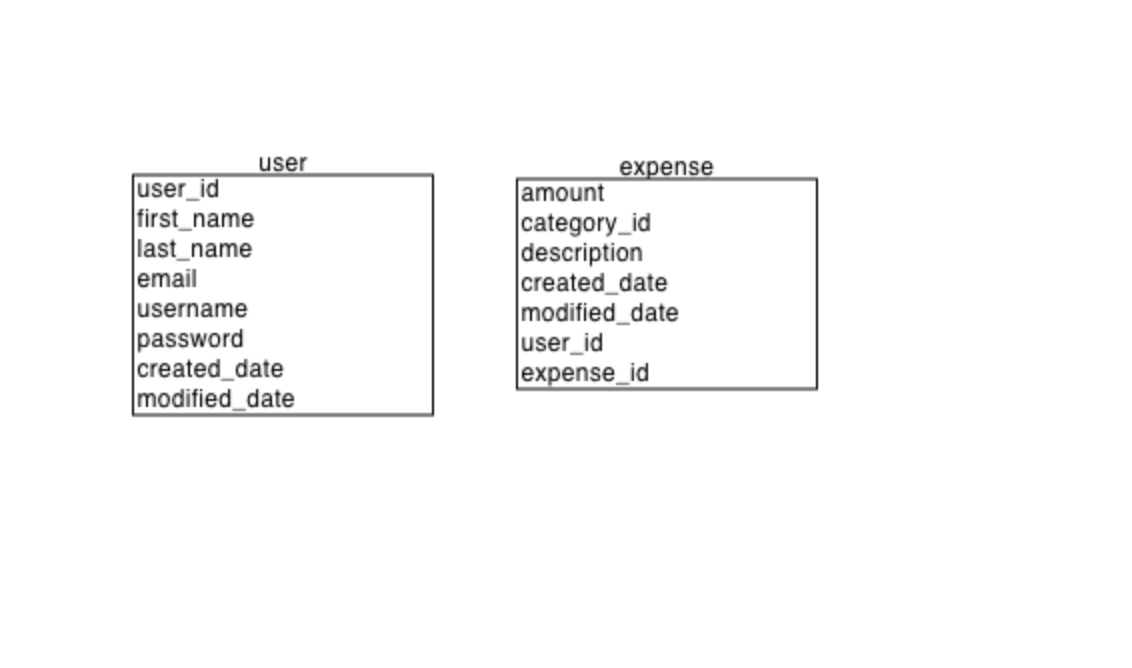 user
user_id
first_name
last_name
email
username
password
created_date
modified_date
expense
amount
category_id
description
created_date
modified_date
user_id
expense_id